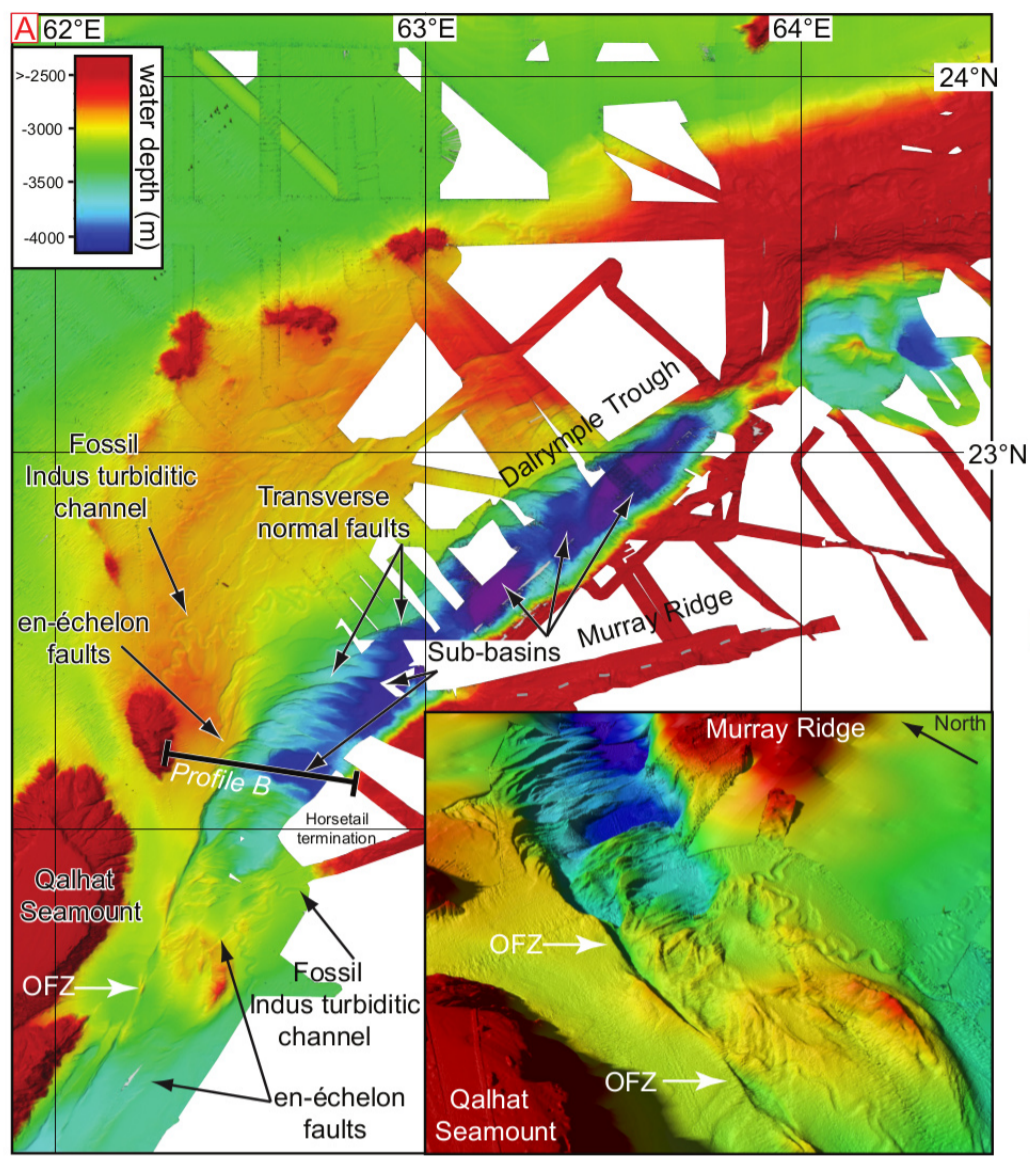 A
62°E
63°E
64°E
24°N
23°N
>-2500
-3000
-3500
-4000
water depth (m)
Dalrymple Trough
Fossil
Indus turbiditic
channel
Transverse
normal faults
en-échelon
faults
Murray Ridge
Sub-basins
Profile B
Horsetail
termination
Qalhat
Seamount
OFZ
Fossil
Indus turbiditic
channel
en-échelon
faults
Murray Ridge
North
OFZ
OFZ
Qalhat
Seamount